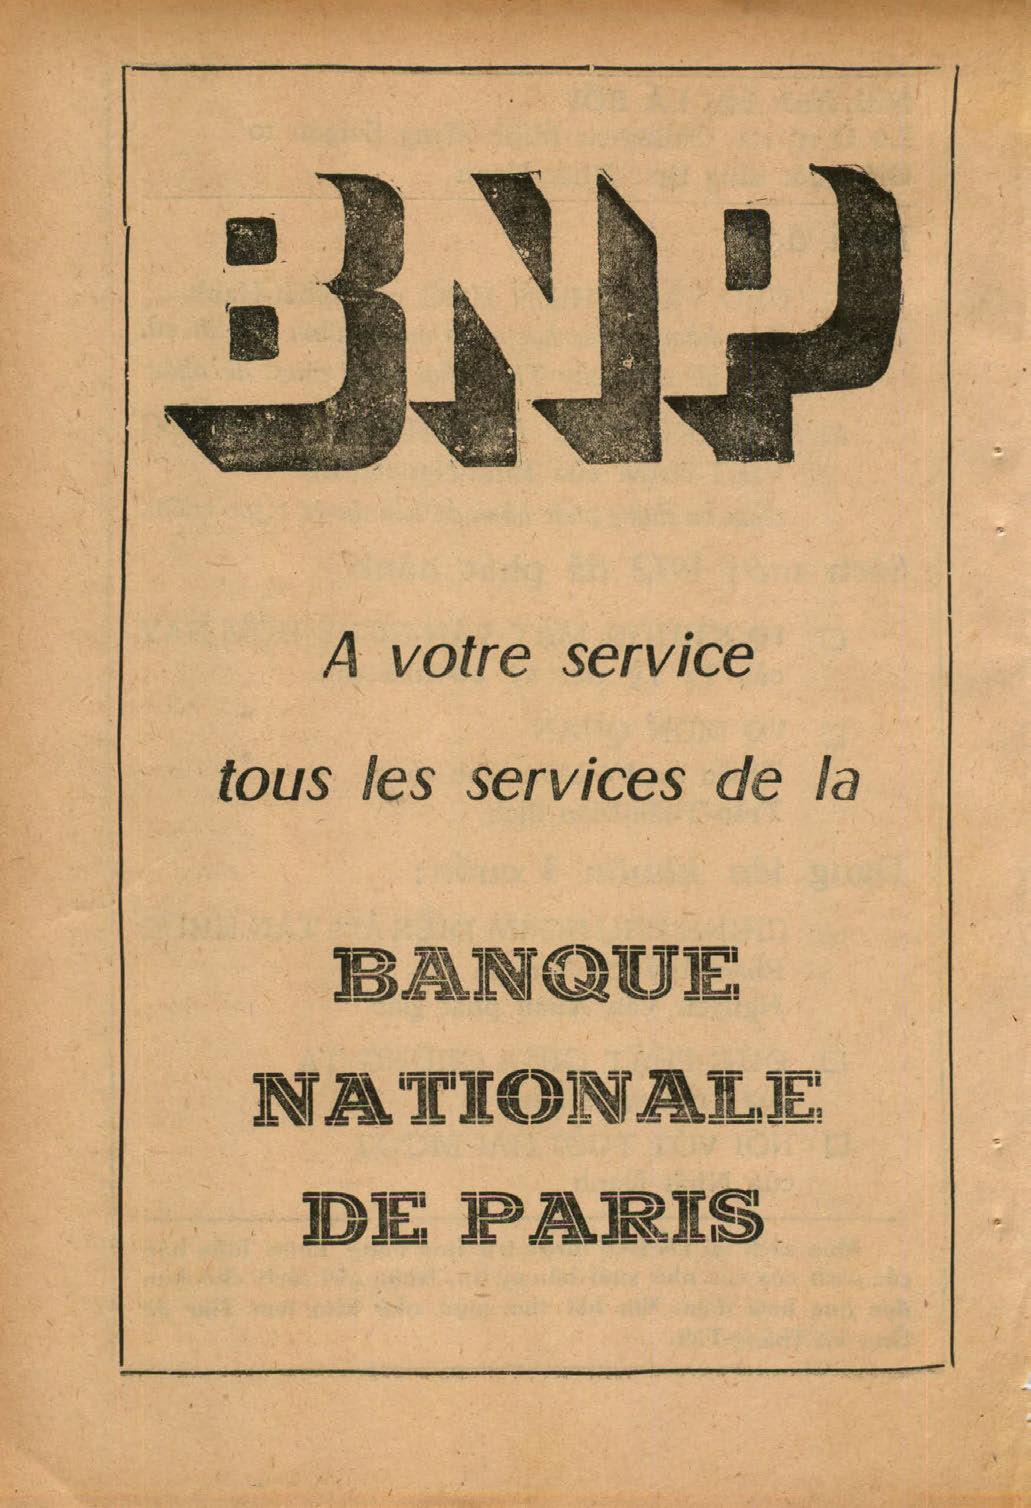 BNP
A votre service
tous les services de la
BANQUE
NATIONALE
DE PARIS